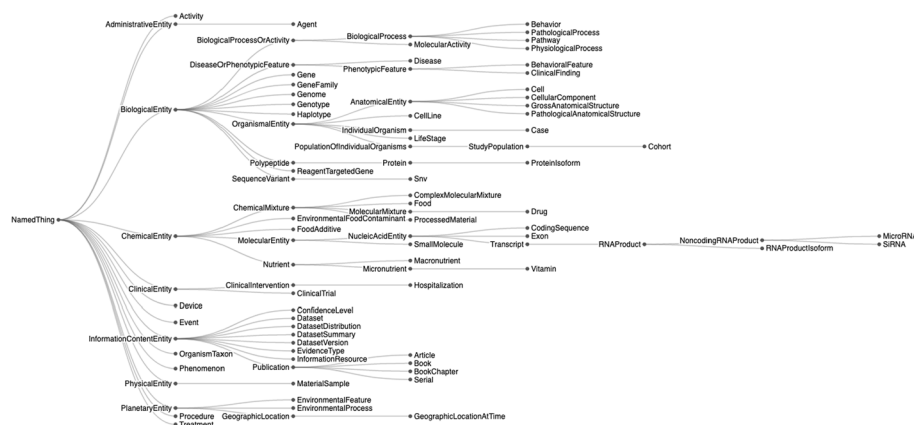 NamedThing
Activity
AdministrativeEntity
Agent
BiologicalEntity
BiologicalProcessOrActivity
BiologicalProcess
Behavior
PathologicalProcess
Pathway
PhysiologicalProcess
MolecularActivity
DiseaseOrPhenotypicFeature
Disease
PhenotypicFeature
BehavioralFeature
ClinicalFinding
Gene
GeneFamily
Genome
Genotype
Haplotype
OrganismalEntity
AnatomicalEntity
Cell
CellularComponent
GrossAnatomicalStructure
PathologicalAnatomicalStructure
CellLine
IndividualOrganism
Case
LifeStage
PopulationOfIndividualOrganisms
StudyPopulation
Cohort
Polypeptide
Protein
ProteinIsoform
ReagentTargetedGene
SequenceVariant
Snv
ChemicalEntity
ChemicalMixture
ComplexMolecularMixture
Food
MolecularMixture
Drug
ProcessedMaterial
EnvironmentalFoodContaminant
FoodAdditive
MolecularEntity
NucleicAcidEntity
CodingSequence
Exon
Transcript
RNAProduct
NoncodingRNAProduct
MicroRNA
SiRNA
RNAProductIsoform
SmallMolecule
Nutrient
Macronutrient
Micronutrient
Vitamin
ClinicalEntity
ClinicalIntervention
Hospitalization
ClinicalTrial
Device
Event
InformationContentEntity
ConfidenceLevel
Dataset
DatasetDistribution
DatasetSummary
DatasetVersion
EvidenceType
InformationResource
Publication
Article
Book
BookChapter
Serial
OrganismTaxon
Phenomenon
PhysicalEntity
MaterialSample
PlanetaryEntity
EnvironmentalFeature
EnvironmentalProcess
GeographicLocation
GeographicLocationAtTime
Procedure
Treatment